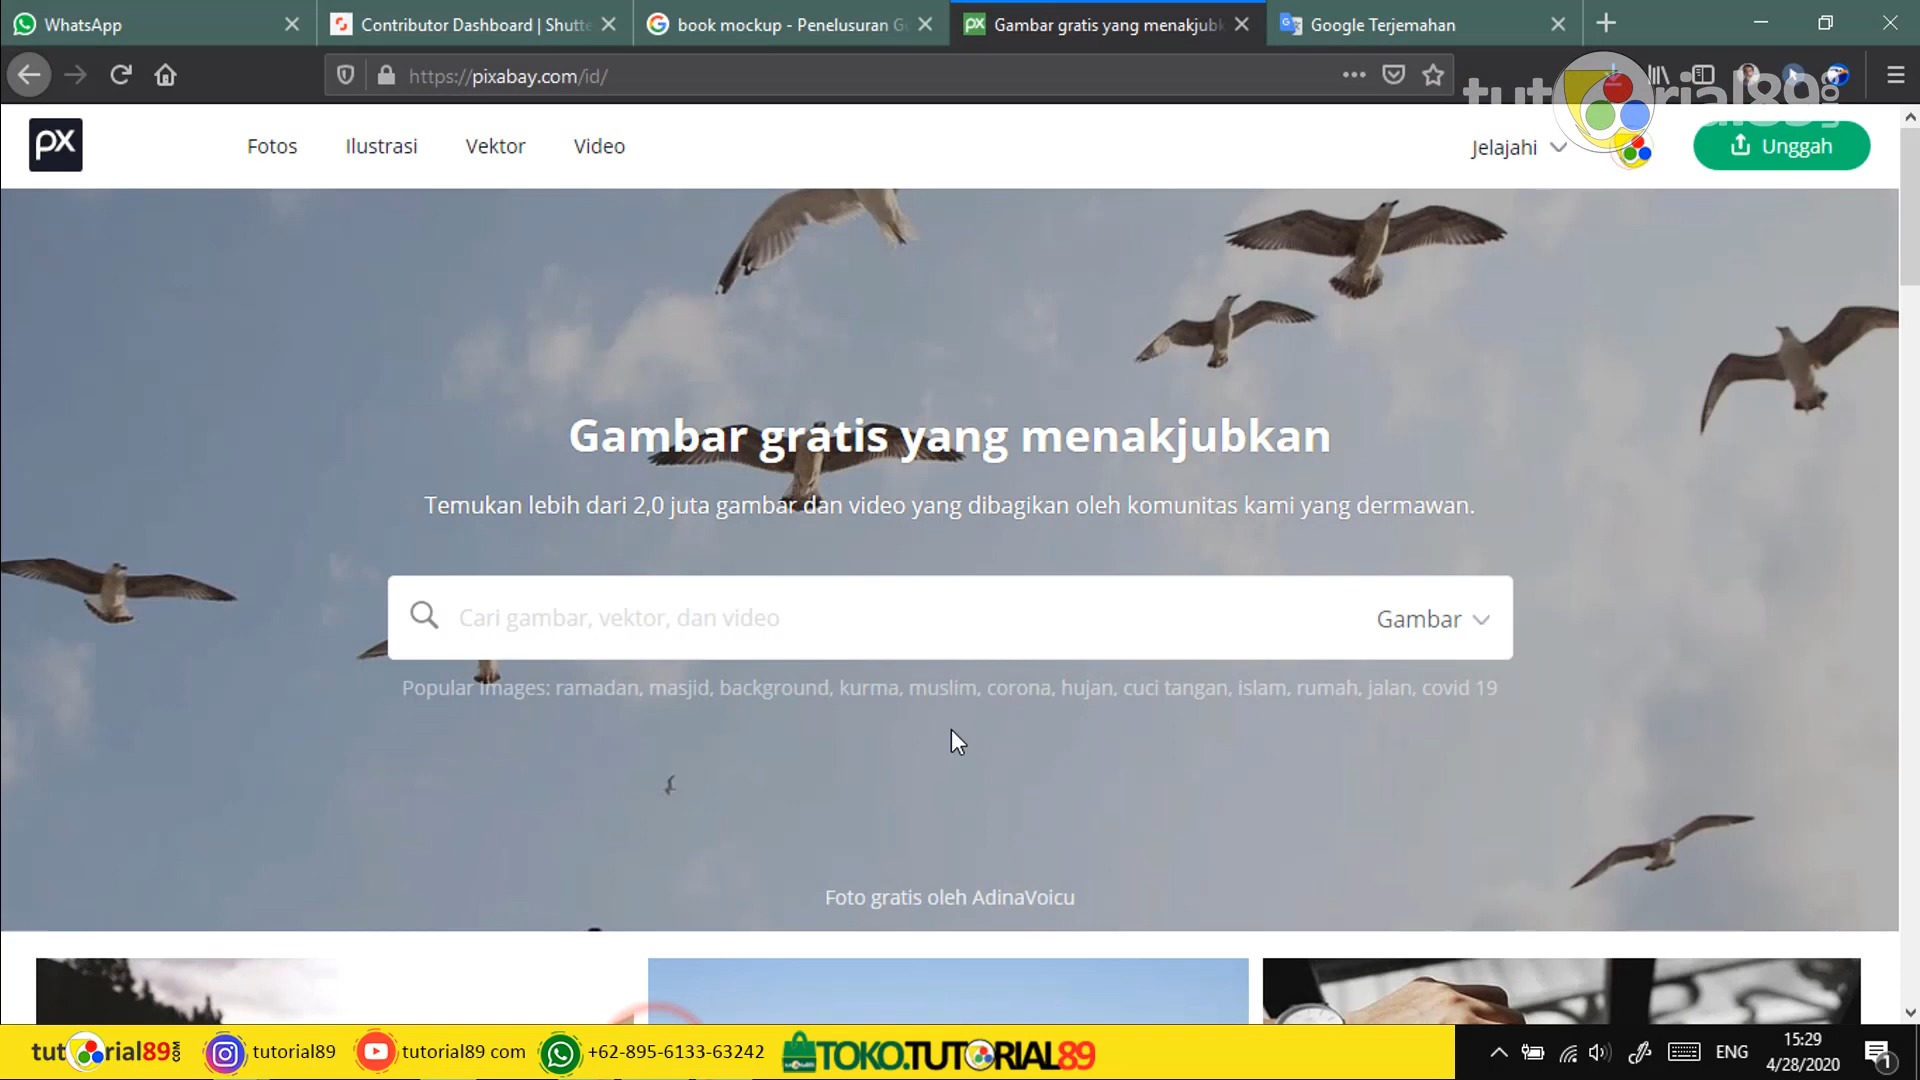 WhatsApp
Contributor Dashboard | Shutte
book mockup - Penelusuran G
Gambar gratis yang menakjubk
Google Terjemahan
https://pixabay.com/id/
tutorial89
px
Fotos
Ilustrasi
Vektor
Video
Jelajahi
Unggah
Gambar gratis yang menakjubkan
Temukan lebih dari 2,0 juta gambar dan video yang dibagikan oleh komunitas kami yang dermawan.
Cari gambar, vektor, dan video
Gambar
Popular Images: ramadan, masjid, background, kurma, muslim, corona, hujan, cuci tangan, islam, rumah, jalan, covid 19
Foto gratis oleh AdinaVoicu
tutorial89.COM
tutorial89
tutorial89 com
+62-895-6133-63242
TOKO.TUTORIAL89
ENG
15:29
4/28/2020
1